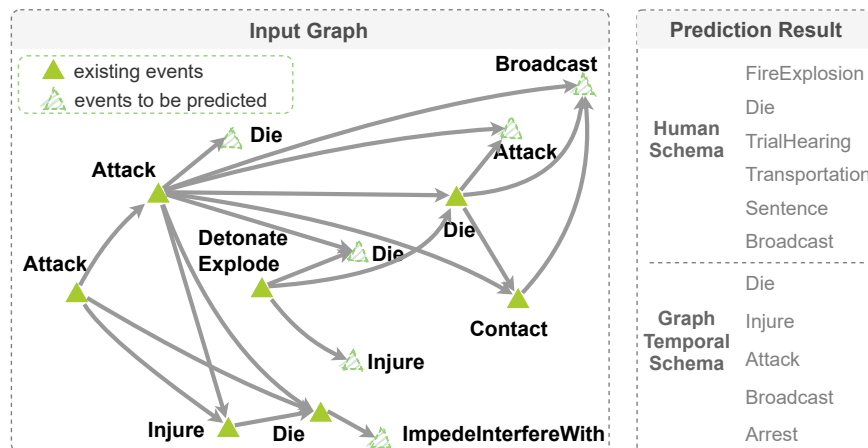 Input Graph
existing events
events to be predicted
Broadcast
Die
Attack
Attack
Die
Detonate
Explode
Die
Attack
Contact
Injure
Injure
Die
ImpedeInterfereWith
Prediction Result
Human
Schema
FireExplosion
Die
TrialHearing
Transportation
Sentence
Broadcast
Graph
Temporal
Schema
Die
Injure
Attack
Broadcast
Arrest